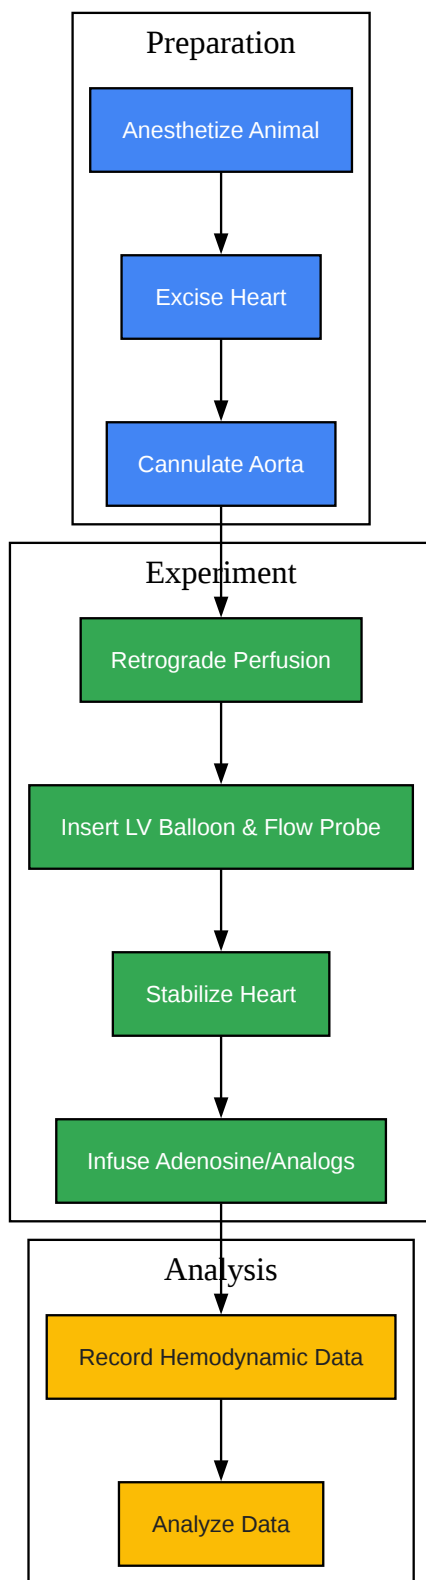 Preparation
Anesthetize Animal
Excise Heart
Cannulate Aorta
Experiment
Retrograde Perfusion
Insert LV Balloon & Flow Probe
Stabilize Heart
Infuse Adenosine/Analogs
Analysis
Record Hemodynamic Data
Analyze Data